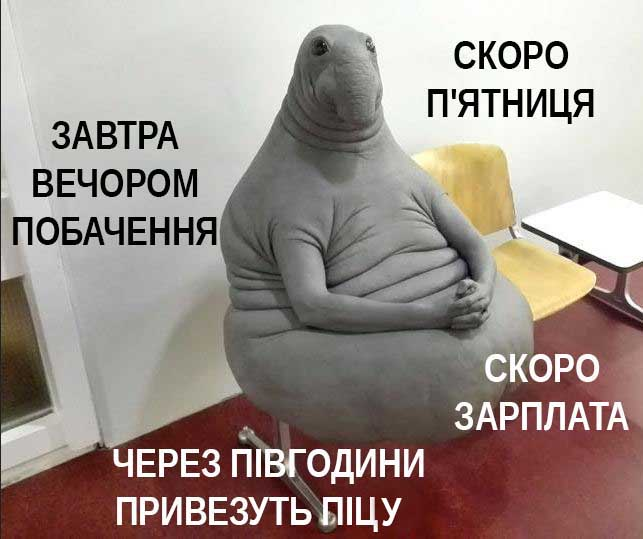 СКОРО
П'ЯТНИЦЯ
ЗАВТРА
ВЕЧОРОМ
ПОБАЧЕННЯ
СКОРО
ЗАРПЛАТА
ЧЕРЕЗ ПІВГОДИНИ
ПРИВЕЗУТЬ ПІЦУ